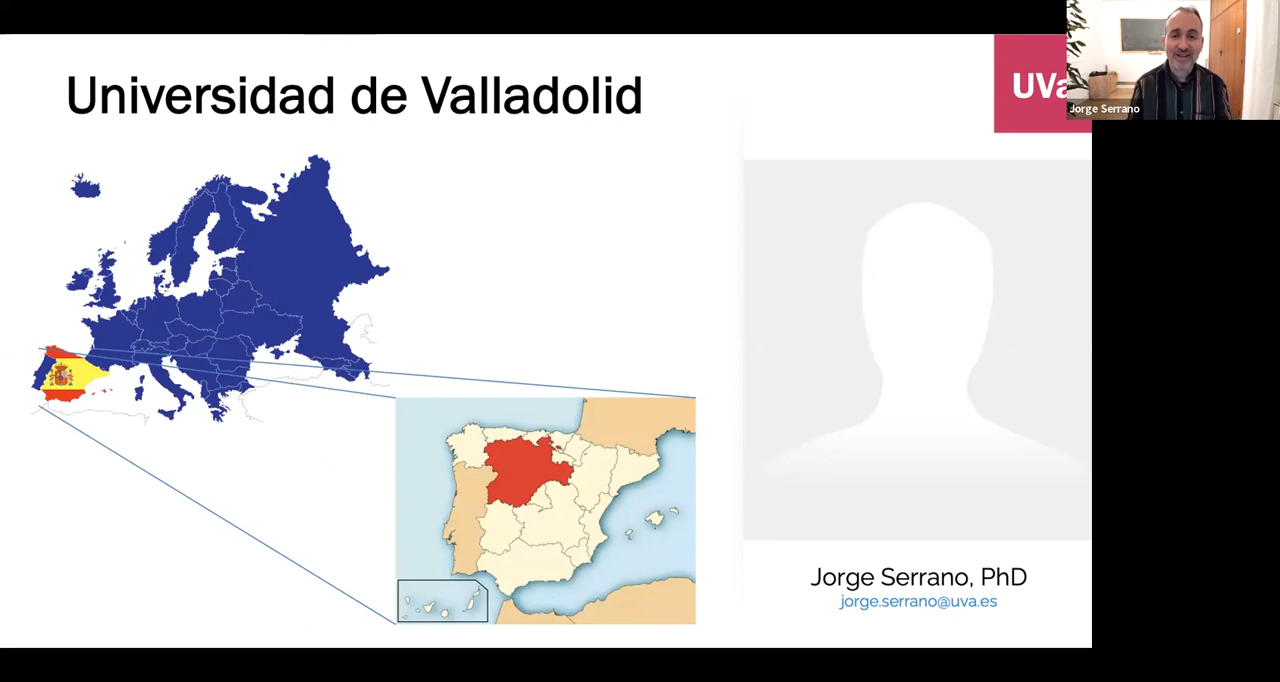 Universidad de Valladolid
UVa
Jorge Serrano
Jorge Serrano, PhD
jorge.serrano@uva.es